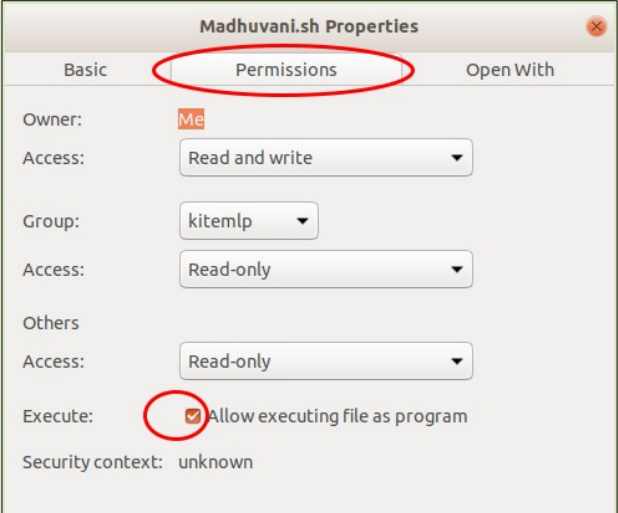 Madhuvani.sh Properties
Basic Permissions Open With
Owner: Me
Access: Read and write
Group: kitemlp
Access: Read-only
Others
Access: Read-only
Execute: Allow executing file as program
Security context: unknown